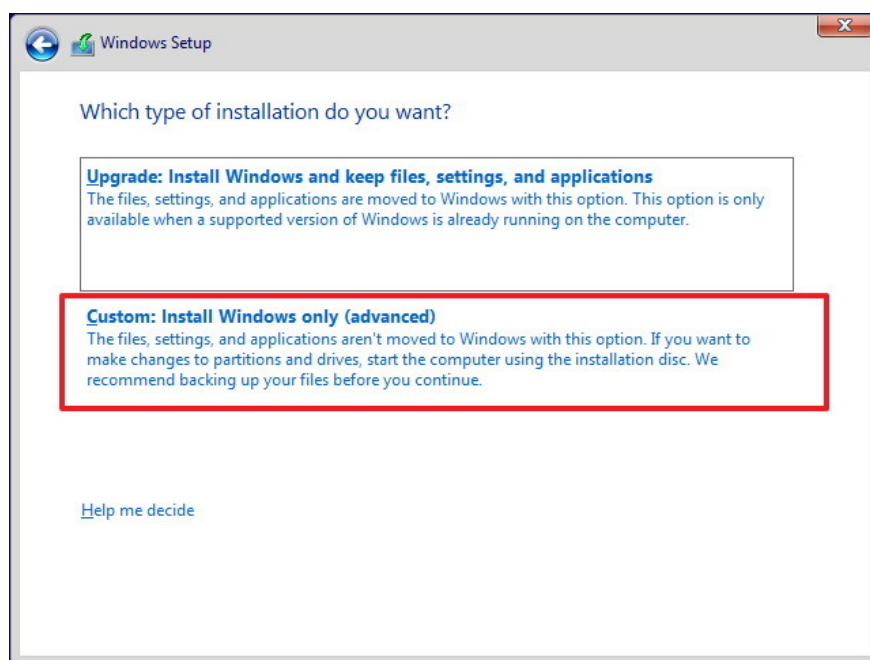 Windows Setup
X
Which type of installation do you want?
Upgrade: Install Windows and keep files, settings, and applications
The files, settings, and applications are moved to Windows with this option. This option is only
available when a supported version of Windows is already running on the computer.
Custom: Install Windows only (advanced)
The files, settings, and applications aren't moved to Windows with this option. If you want to
make changes to partitions and drives, start the computer using the installation disc. We
recommend backing up your files before you continue.
Help me decide